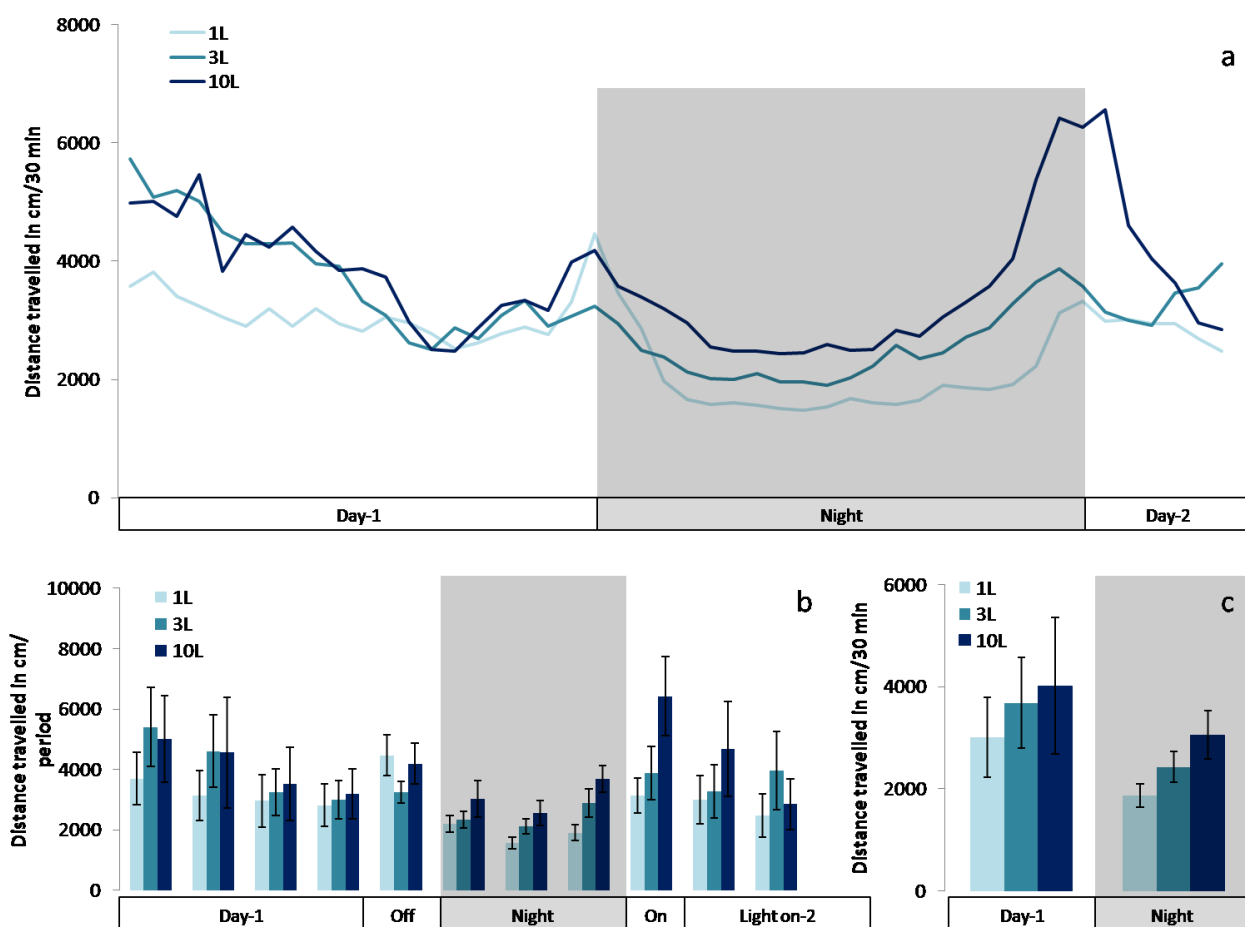 8000
1L
3L
10L
a
6000
4000
2000
0
Distance travelled in cm/30 min
Day-1 Night Day-2
10000
1L
3L
10L
b
8000
6000
4000
2000
0
Distance travelled in cm/
period
Day-1 Off Night On Light on-2
6000
1L
3L
10L
c
4000
2000
0
Distance travelled in cm/30 min
Day-1 Night